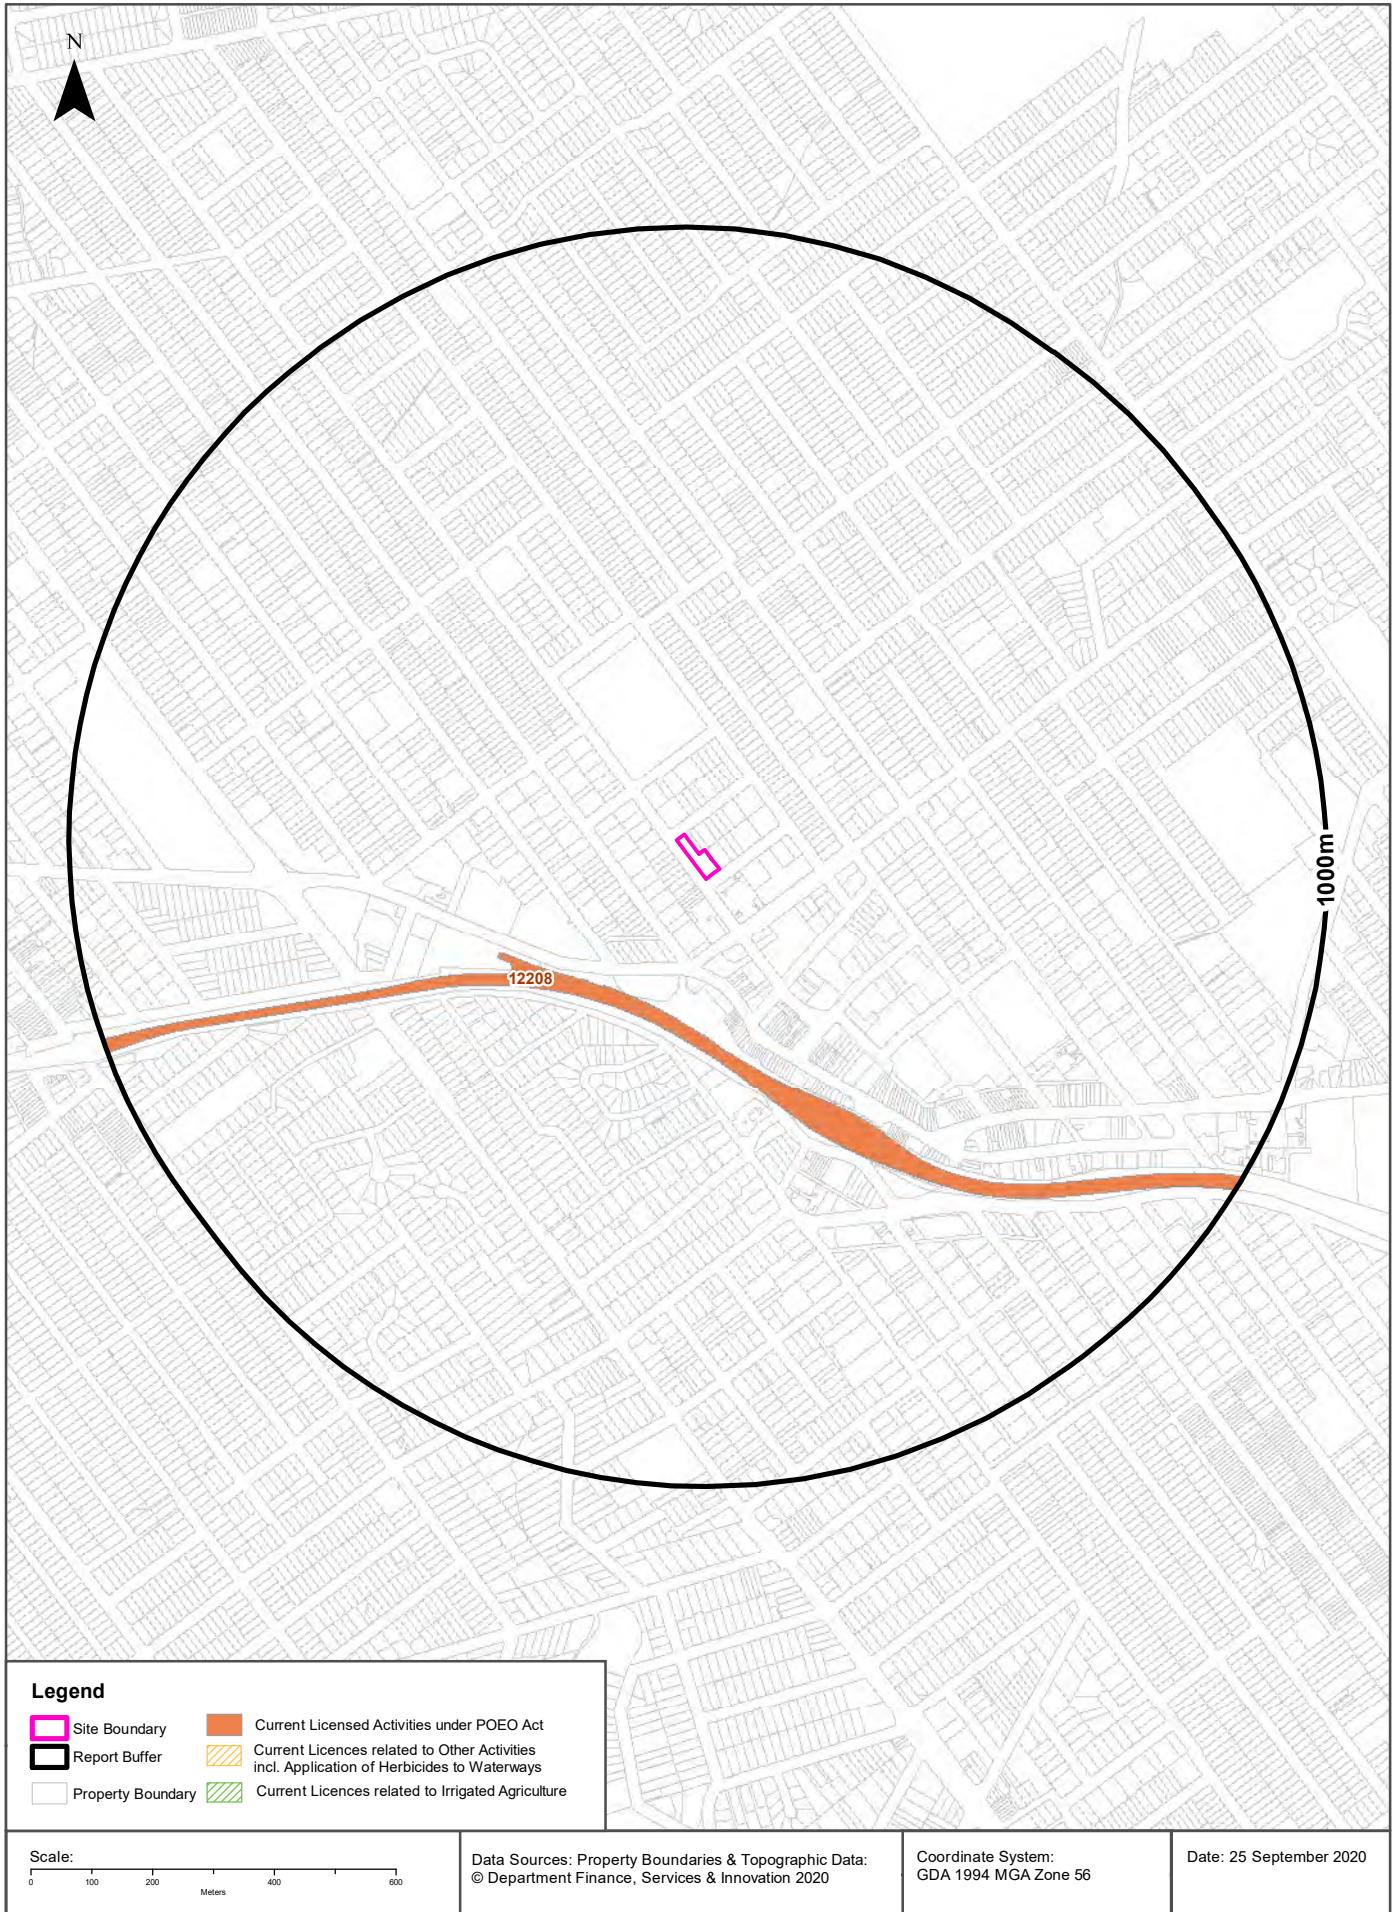 N
1000m
12208
Legend
Site Boundary
Report Buffer
Property Boundary
Current Licensed Activities under POEO Act
Current Licences related to Other Activities
incl. Application of Herbicides to Waterways
Current Licences related to Irrigated Agriculture
Scale:
0 100 200 400 600
Meters
Data Sources: Property Boundaries & Topographic Data:
© Department Finance, Services & Innovation 2020
Coordinate System:
GDA 1994 MGA Zone 56
Date: 25 September 2020